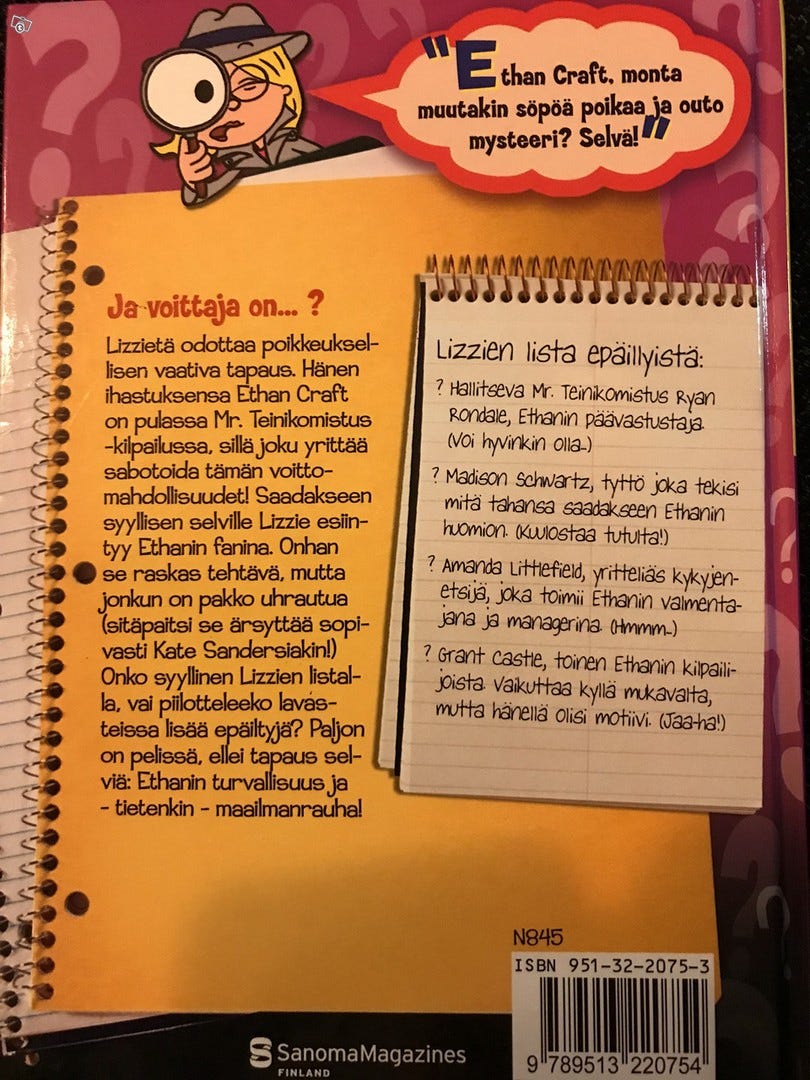 "Ethan Craft, monta
muutakin söpöä poikaa ja outo
mysteeri? Selvä!"
Ja voittaja on... ?
Lizzietä odottaa poikkeuksel-
lisen vaativa tapaus. Hänen
ihastuksensa Ethan Craft
on pulassa Mr. Teinikomistus
-kilpailussa, sillä joku yrittää
sabotoida tämän voitto-
mahdollisuudet! Saadakseen
syyllisen selville Lizzie esiin-
tyy Ethanin fanina. Onhan
se raskas tehtävä, mutta
jonkun on pakko uhrautua
(sitäpaitsi se ärsyttää sopi-
vasti Kate Sandersiakin!)
Onko syyllinen Lizzien listal-
la, vai piilotteleeko lavas-
teissa lisää epäiltyjä? Paljon
on pelissä, ellei tapaus sel-
viä: Ethanin turvallisuus ja
- tietenkin - maailmanrauha!
Lizzien lista epäillyistä:
? Hallitseva Mr. Teinikomistus Ryan
Rondale, Ethanin päävastustaja.
(Voi hyvinkin olla..)
? Madison Schwartz, tyttö joka tekisi
mitä tahansa saadakseen Ethanin
huomion. (Kuulostaa tutulta!)
? Amanda Littlefield, yritteliäs kykyjen-
etsijä, joka toimii Ethanin valmenta-
jana ja managerina. (Hmmm..)
? Grant Castle, toinen Ethanin kilpaili-
joista. Vaikuttaa kyllä mukavalta,
mutta hänellä olisi motiivi. (Jaa-ha!)
N845
ISBN 951-32-2075-3
9 789513 220754
SanomaMagazines
FINLAND